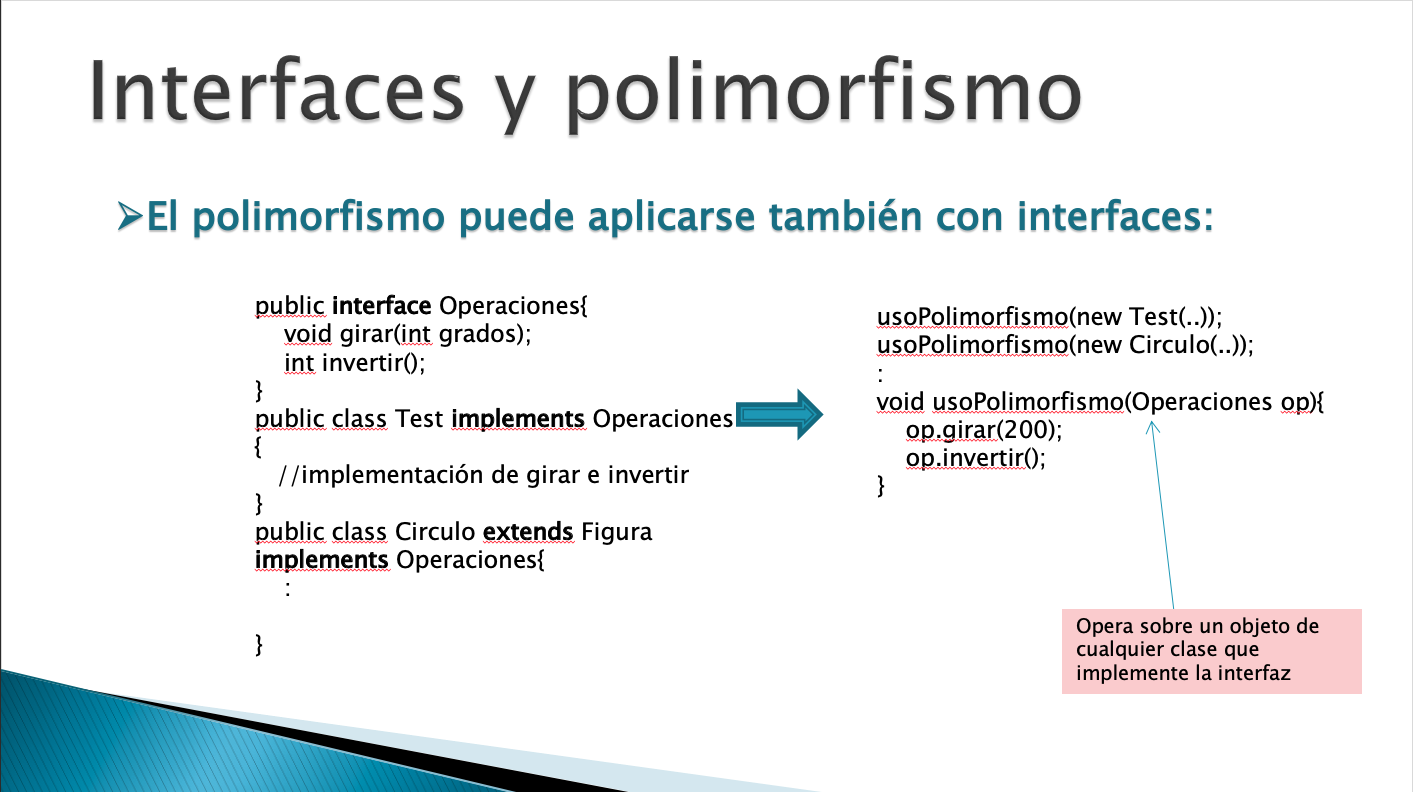 Interfaces y polimorfismo
➢El polimorfismo puede aplicarse también con interfaces:
public interface Operaciones{
void girar(int grados);
int invertir();
}
public class Test implements Operaciones
{
//implementación de girar e invertir
}
public class Circulo extends Figura
implements Operaciones{
:
}
usoPolimorfismo(new Test(..));
usoPolimorfismo(new Circulo(..));
:
void usoPolimorfismo(Operaciones op){
op.girar(200);
op.invertir();
}
Opera sobre un objeto de
cualquier clase que
implemente la interfaz